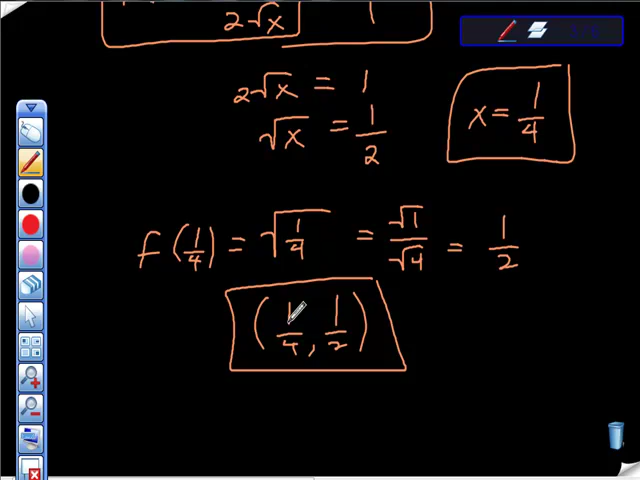 2√x 1
2√x = 1
√x = 1/2
x = 1/4
f(1/4) = √(1/4) = √1/√4 = 1/2
(1/4, 1/2)